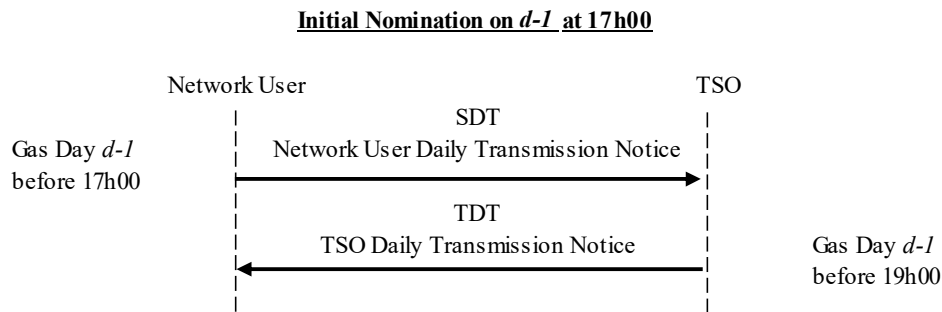 Initial Nomination on d-1 at 17h00
Network User
TSO
SDT
Gas Day d-1
Network User Daily Transmission Notice
before 17h00
TDT
TSO Daily Transmission Notice
Gas Day d-1
before 19h00